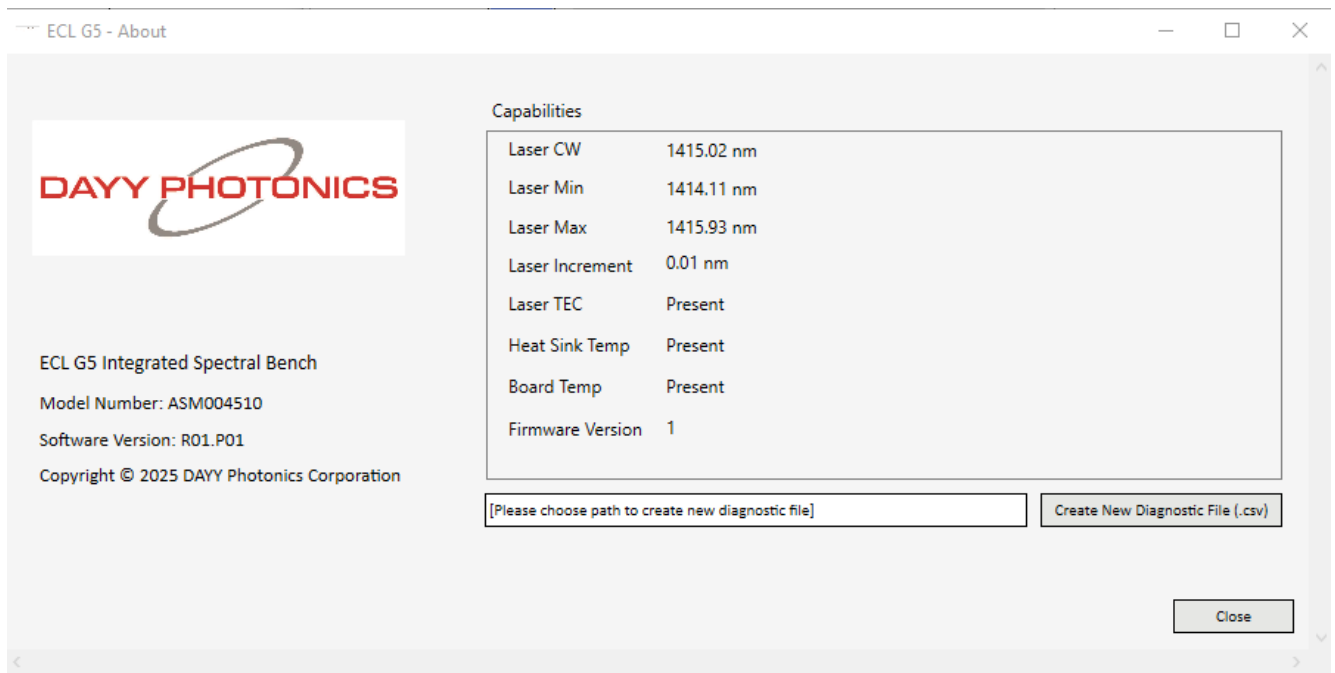 ECL G5 - About
DAYY PHOTONICS
ECL G5 Integrated Spectral Bench
Model Number: ASM004510
Software Version: R01.P01
Copyright © 2025 DAYY Photonics Corporation
Capabilities
Laser CW 1415.02 nm
Laser Min 1414.11 nm
Laser Max 1415.93 nm
Laser Increment 0.01 nm
Laser TEC Present
Heat Sink Temp Present
Board Temp Present
Firmware Version 1
[Please choose path to create new diagnostic file] Create New Diagnostic File (.csv)
Close